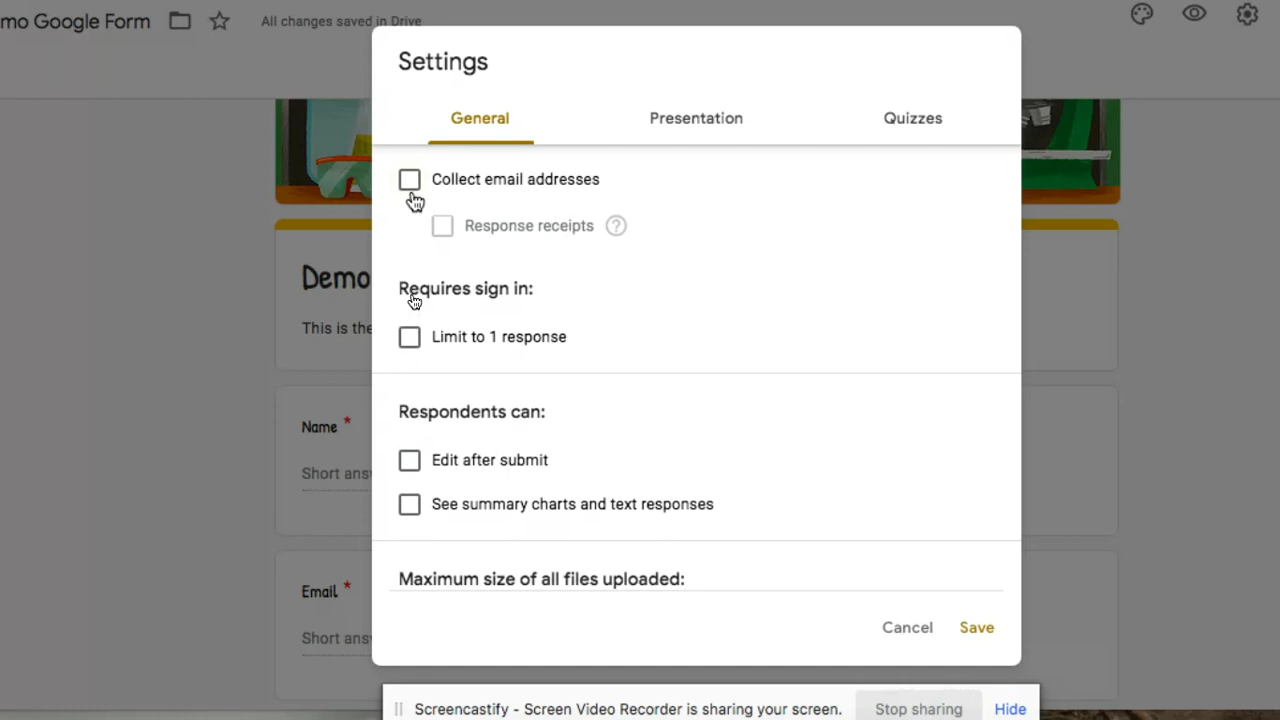 mo Google Form All changes saved in Drive
Settings
General Presentation Quizzes
Collect email addresses
Response receipts ?
Requires sign in:
Demo
This is the
Limit to 1 response
Respondents can:
Name *
Edit after submit
Short ans
See summary charts and text responses
Maximum size of all files uploaded:
Email *
Cancel Save
Short ans
Screencastify - Screen Video Recorder is sharing your screen. Stop sharing Hide